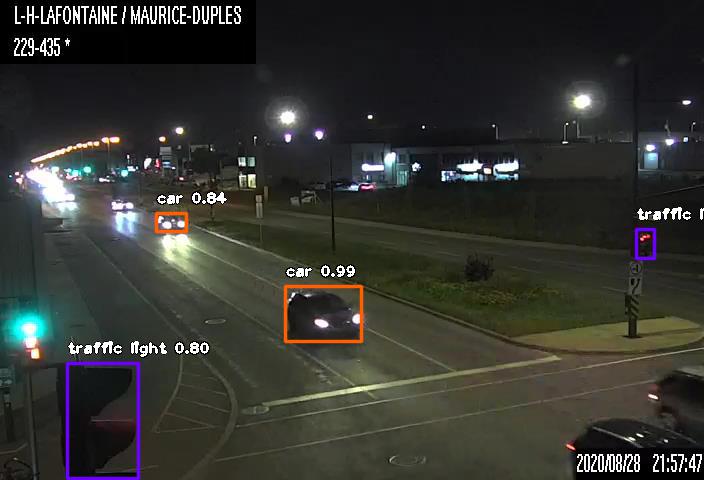 L-H-LAFONTAINE / MAURICE-DUPLES
229-435 *
car 0.84
traffic l
car 0.99
traffic light 0.80
2020/08/28 21:57:47